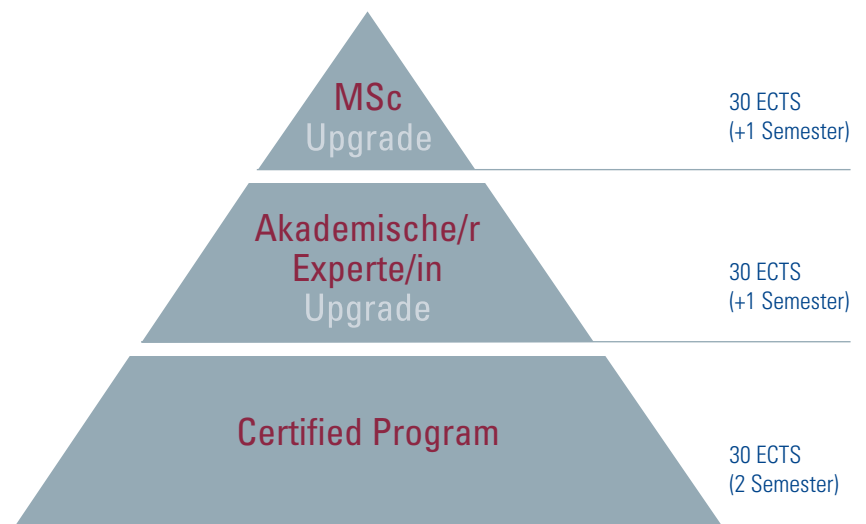 MSc
Upgrade
30 ECTS
(+1 Semester)
Akademische/r
Experte/in
Upgrade
30 ECTS
(+1 Semester)
Certified Program
30 ECTS
(2 Semester)